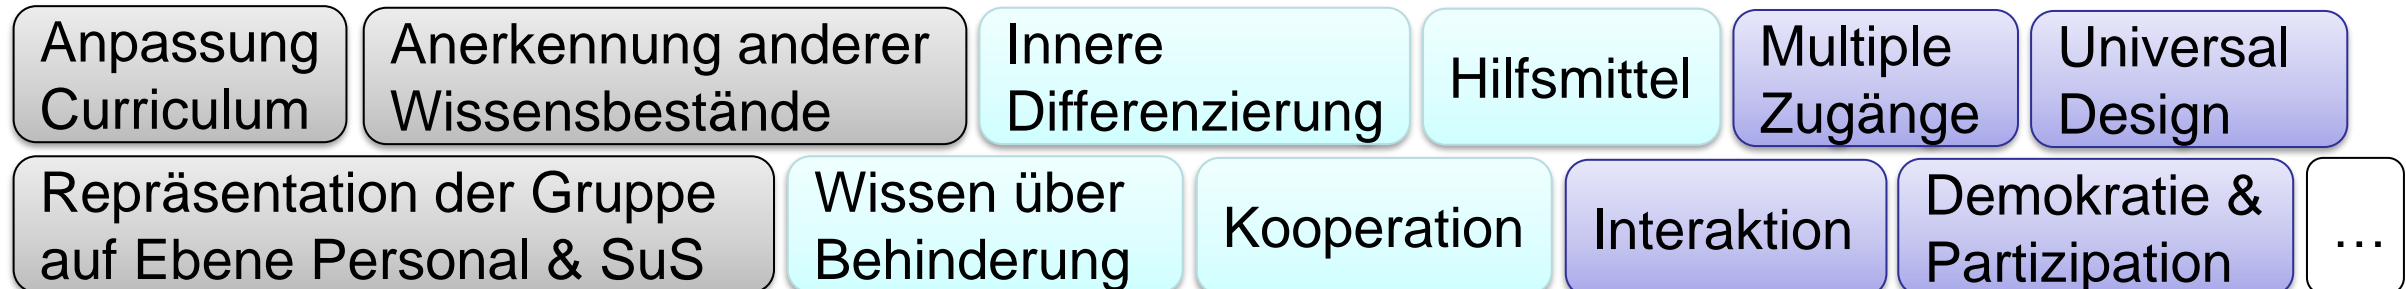 Anpassung
Curriculum
Anerkennung anderer
Wissensbestände
Innere
Differenzierung
Hilfsmittel
Multiple
Zugänge
Universal
Design
Repräsentation der Gruppe
auf Ebene Personal & SuS
Wissen über
Behinderung
Kooperation
Interaktion
Demokratie &
Partizipation
…